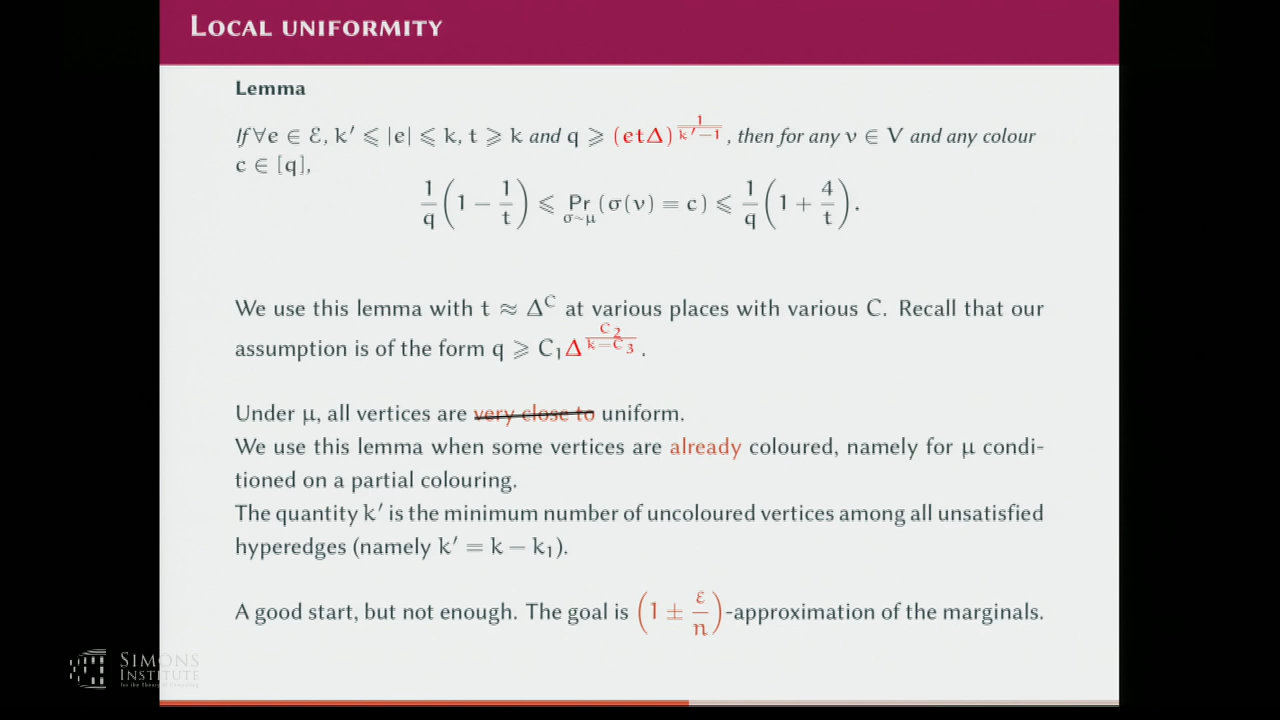 LOCAL UNIFORMITY
Lemma
If ∀e ∈ ℰ, k′ ⩽ |e| ⩽ k, t ⩾ k and q ⩾ (etΔ)^{1/(k′−1)}, then for any v ∈ V and any colour
c ∈ [q],
1/q (1 − 1/t) ⩽ Pr_{σ∼μ}(σ(v) = c) ⩽ 1/q (1 + 4/t).
We use this lemma with t ≈ Δ^C at various places with various C. Recall that our
assumption is of the form q ⩾ C₁Δ^{C₂/(k−C₃)}.
Under μ, all vertices are very close to uniform.
We use this lemma when some vertices are already coloured, namely for μ condi-
tioned on a partial colouring.
The quantity k′ is the minimum number of uncoloured vertices among all unsatisfied
hyperedges (namely k′ = k − k₁).
A good start, but not enough. The goal is (1 ± ε/n)-approximation of the marginals.
SIMONS
INSTITUTE
for the Theory of Computing